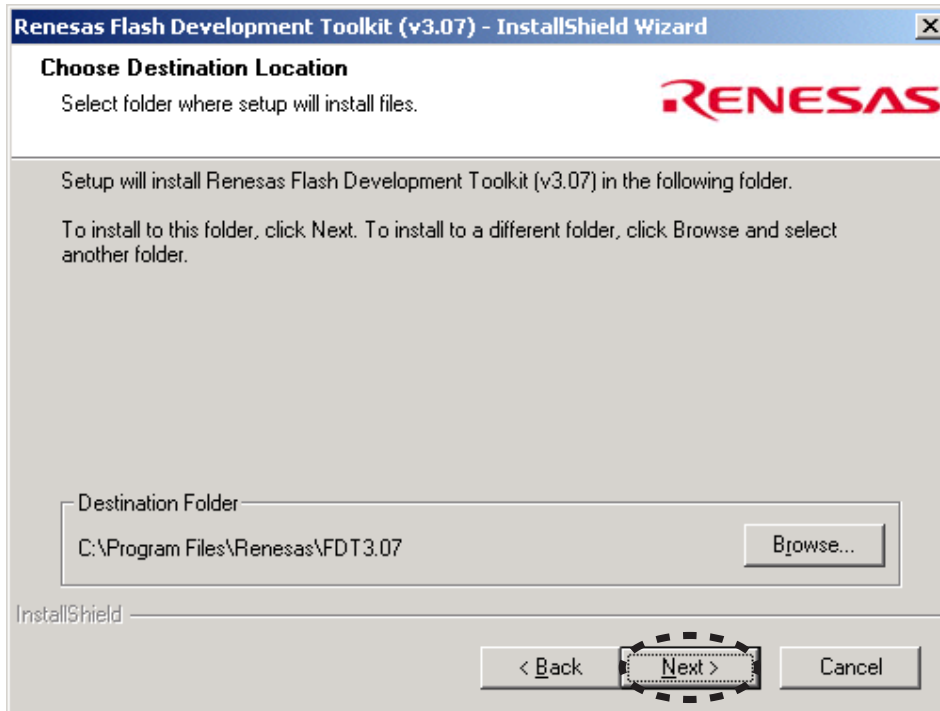 Renesas Flash Development Toolkit (v3.07) - InstallShield Wizard
Choose Destination Location
Select folder where setup will install files.
RENESAS
Setup will install Renesas Flash Development Toolkit (v3.07) in the following folder.
To install to this folder, click Next. To install to a different folder, click Browse and select
another folder.
Destination Folder
C:\Program Files\Renesas\FDT3.07
Browse...
InstallShield
< Back
Next >
Cancel